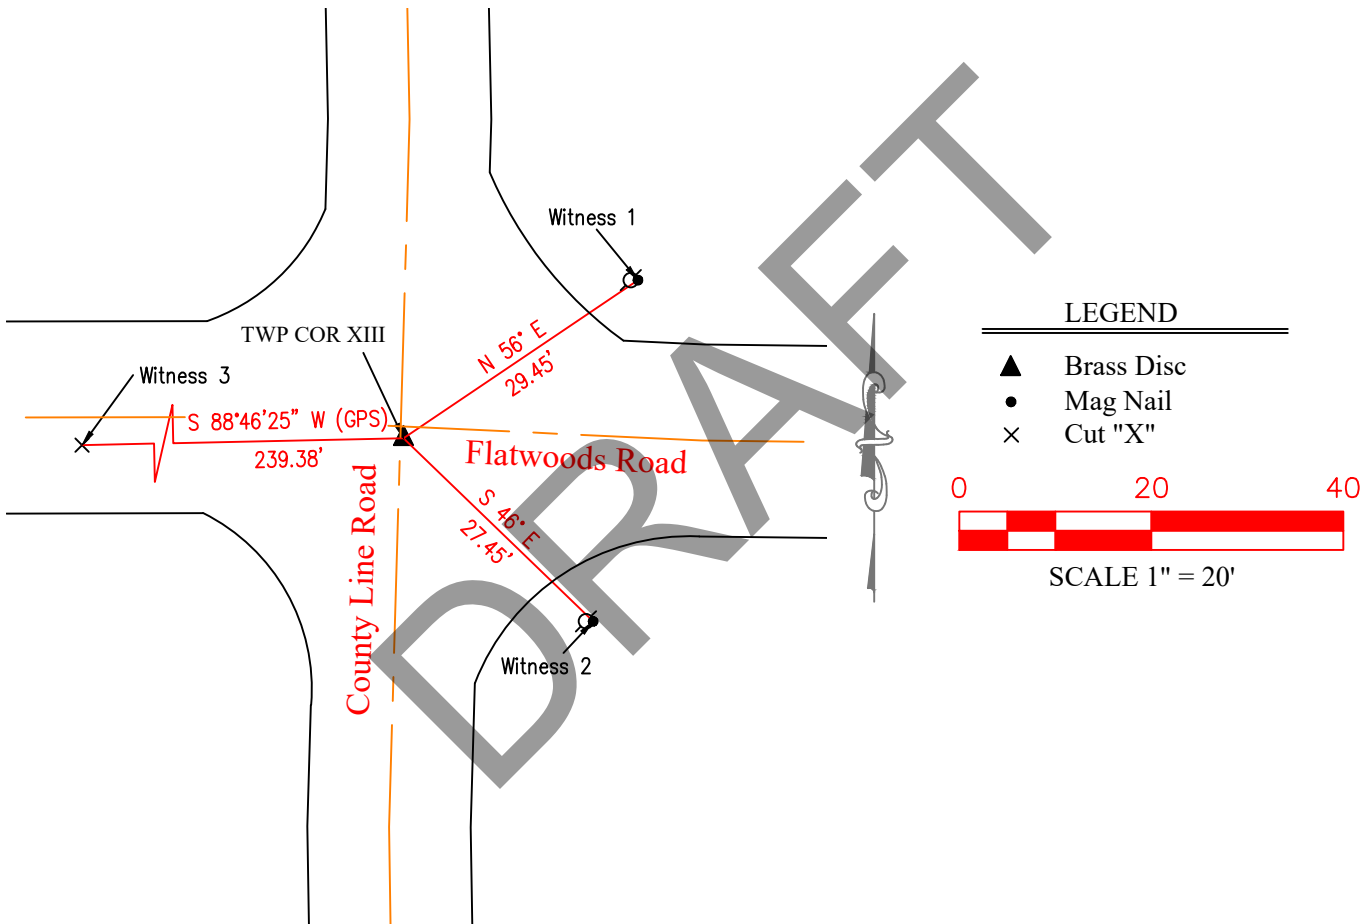 Witness 1
TWP COR XIII
Witness 3
N 56° E
29.45'
S 88°46'25" W (GPS)
239.38'
Flatwoods Road
County Line Road
S 46° E
27.45'
Witness 2
DRAFT
LEGEND
Brass Disc
Mag Nail
Cut "X"
0 20 40
SCALE 1" = 20'